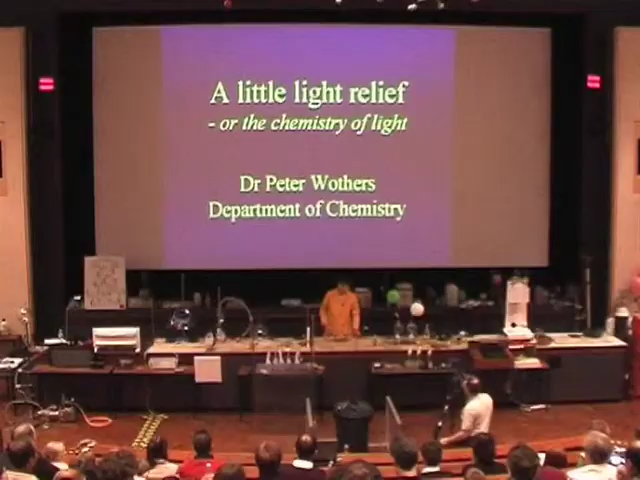 A little light relief
- or the chemistry of light
Dr Peter Wothers
Department of Chemistry